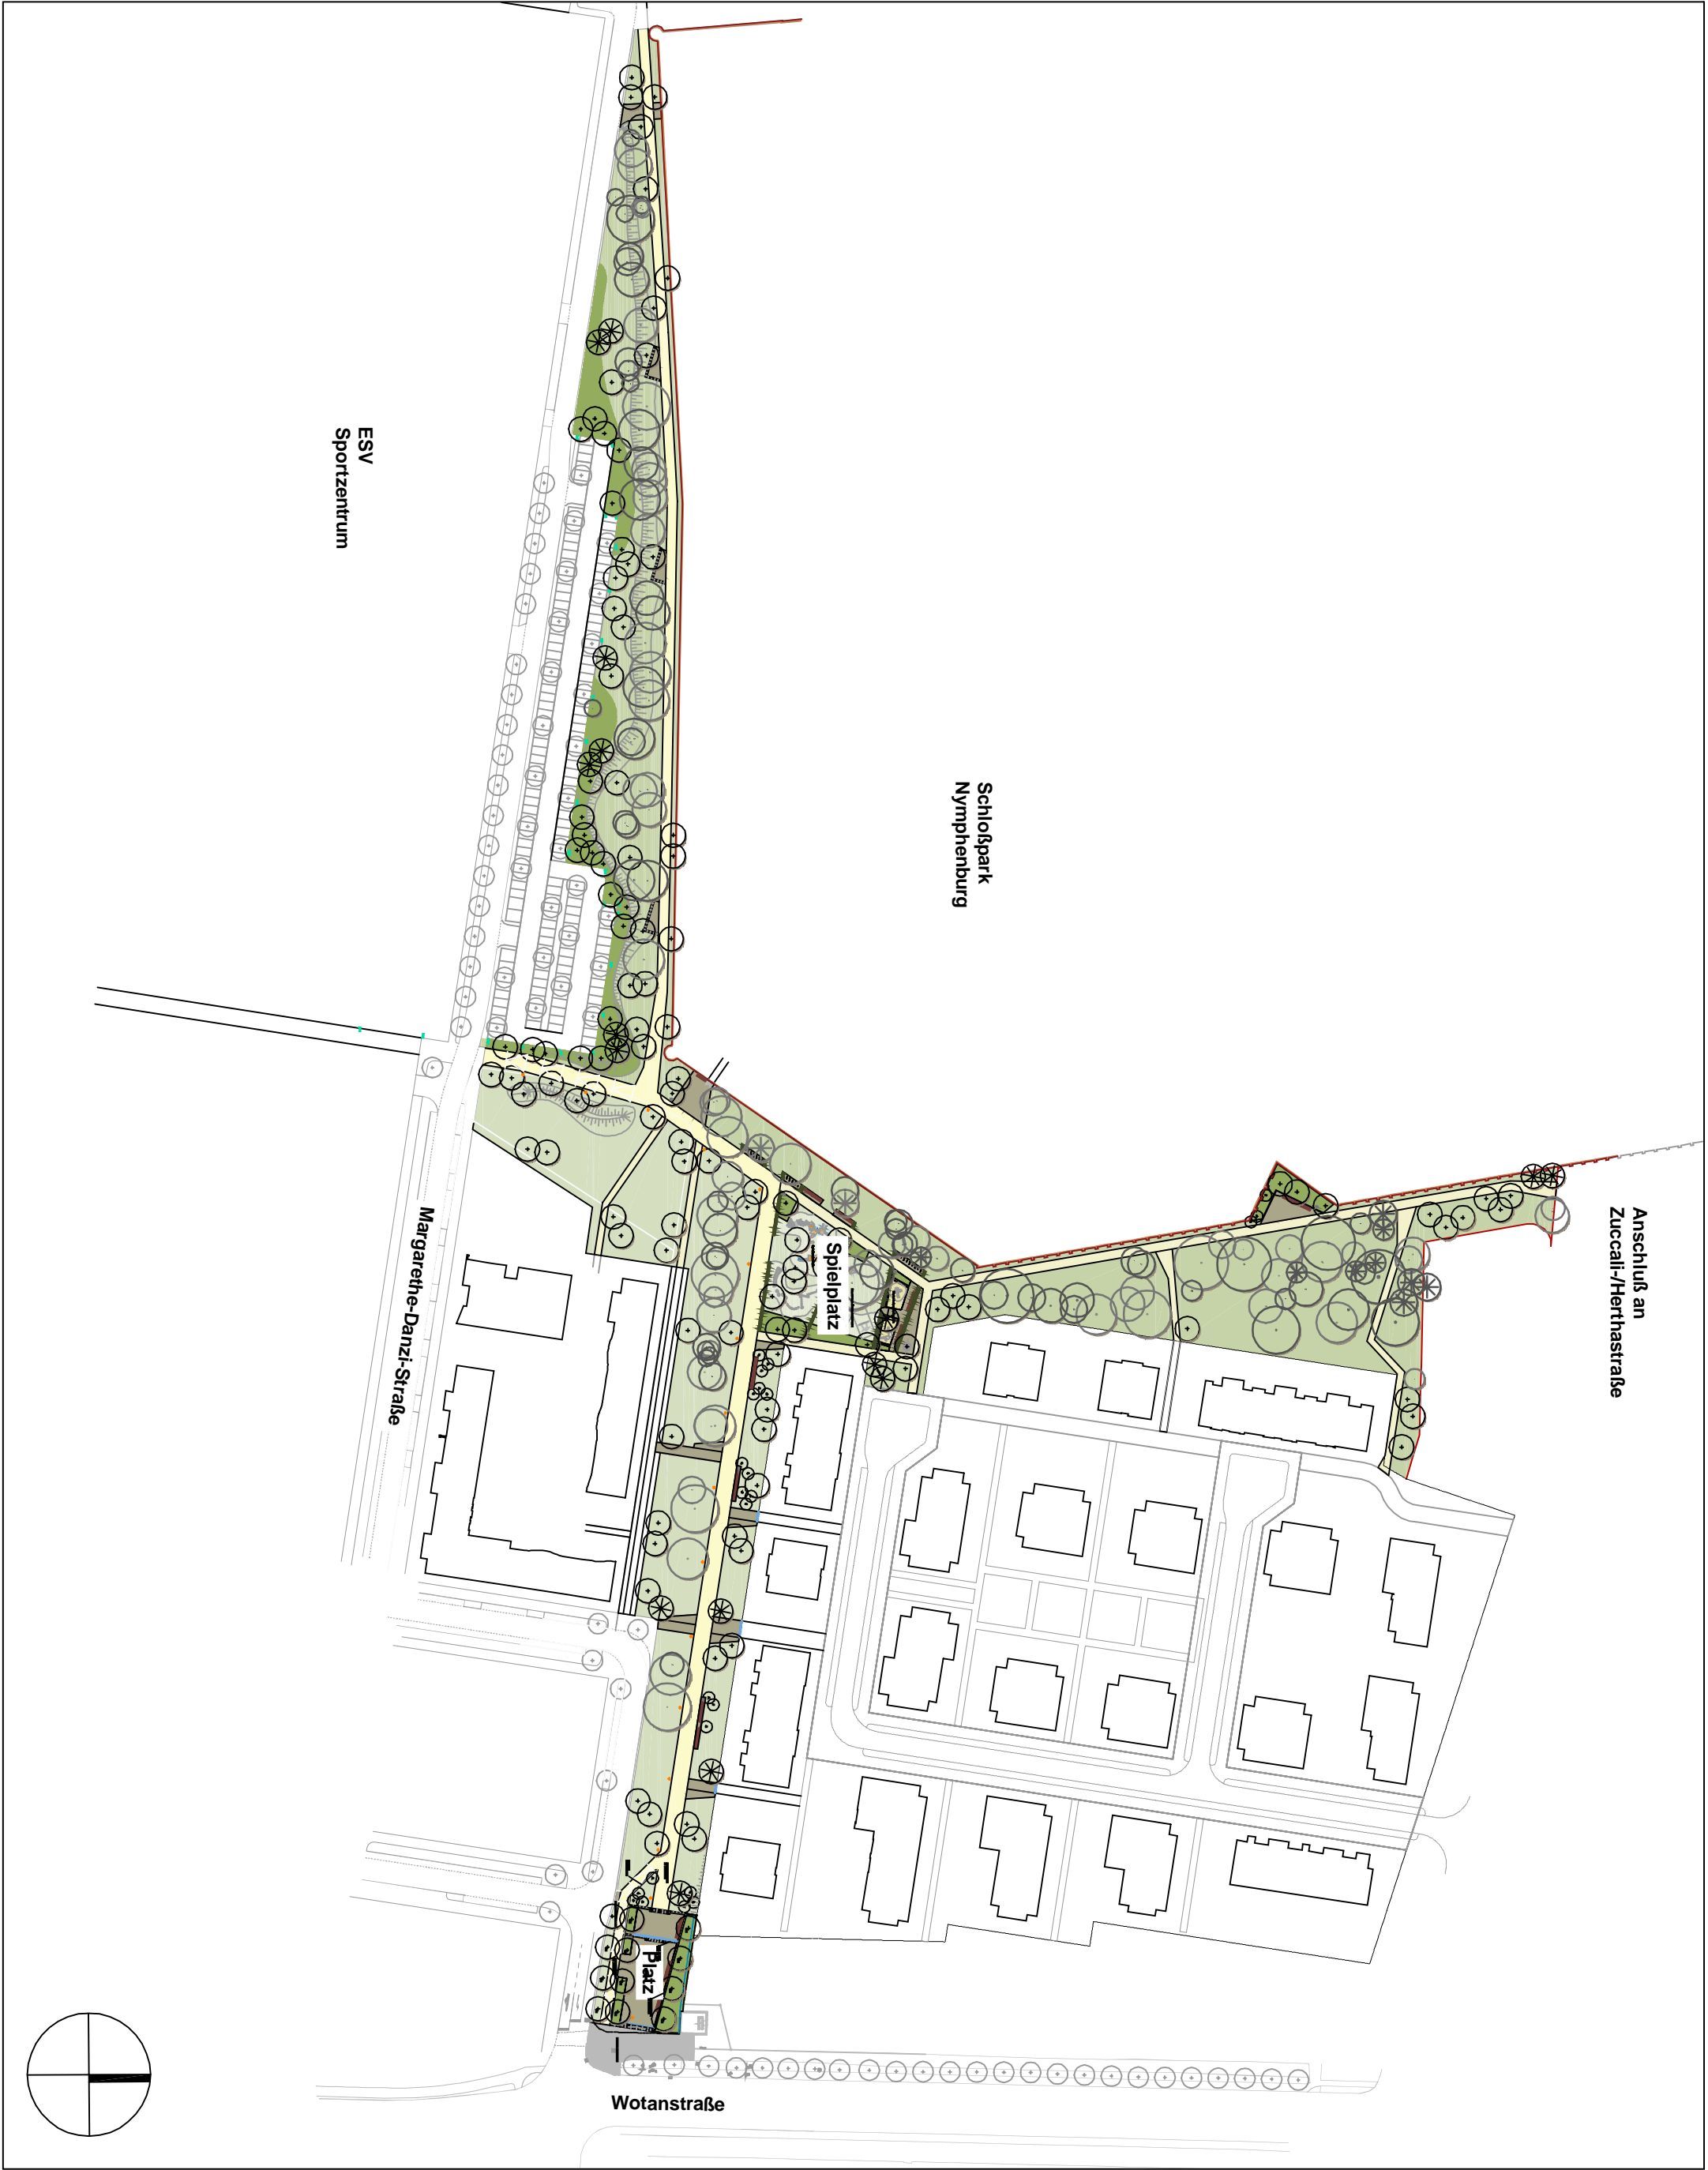 Anschluß an
Zuccali-/Herthastraße
Schloßpark
Nymphenburg
ESV
Sportzentrum
Spielplatz
Margarethe-Danzi-Straße
Platz
Wotanstraße